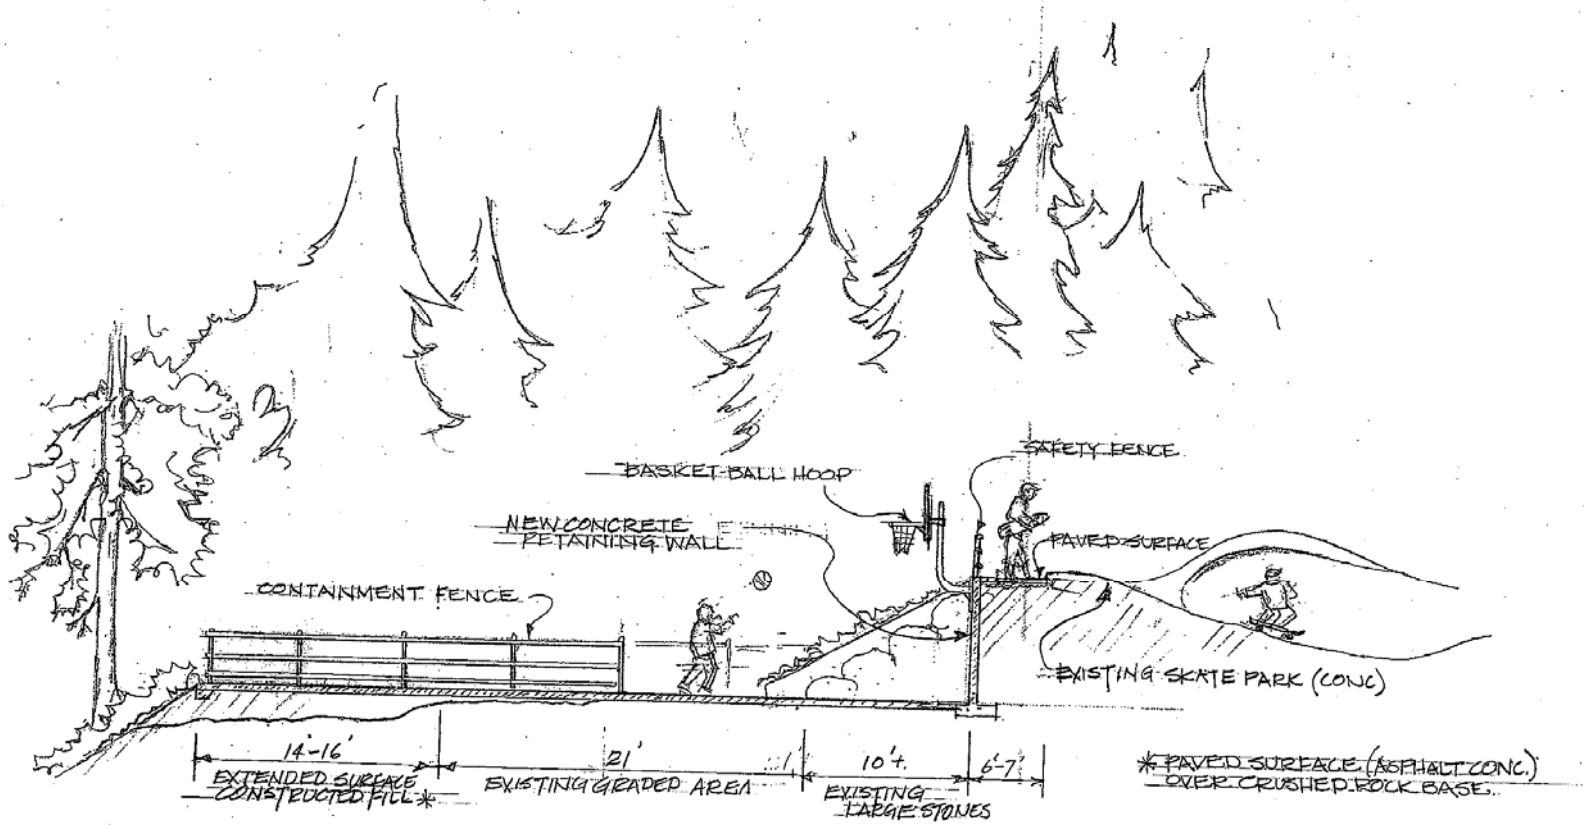 SAFETY FENCE
BASKET-BALL HOOP
NEW CONCRETE
RETAINING WALL
PAVED SURFACE
CONTAINMENT FENCE
EXISTING SKATE PARK (CONC)
14'-16'
21'
10'±
6'-7'
EXTENDED SURFACE
CONSTRUCTED FILL *
EXISTING GRADED AREA
EXISTING
LARGE STONES
* PAVED SURFACE (ASPHALT CONC.)
OVER CRUSHED ROCK BASE.